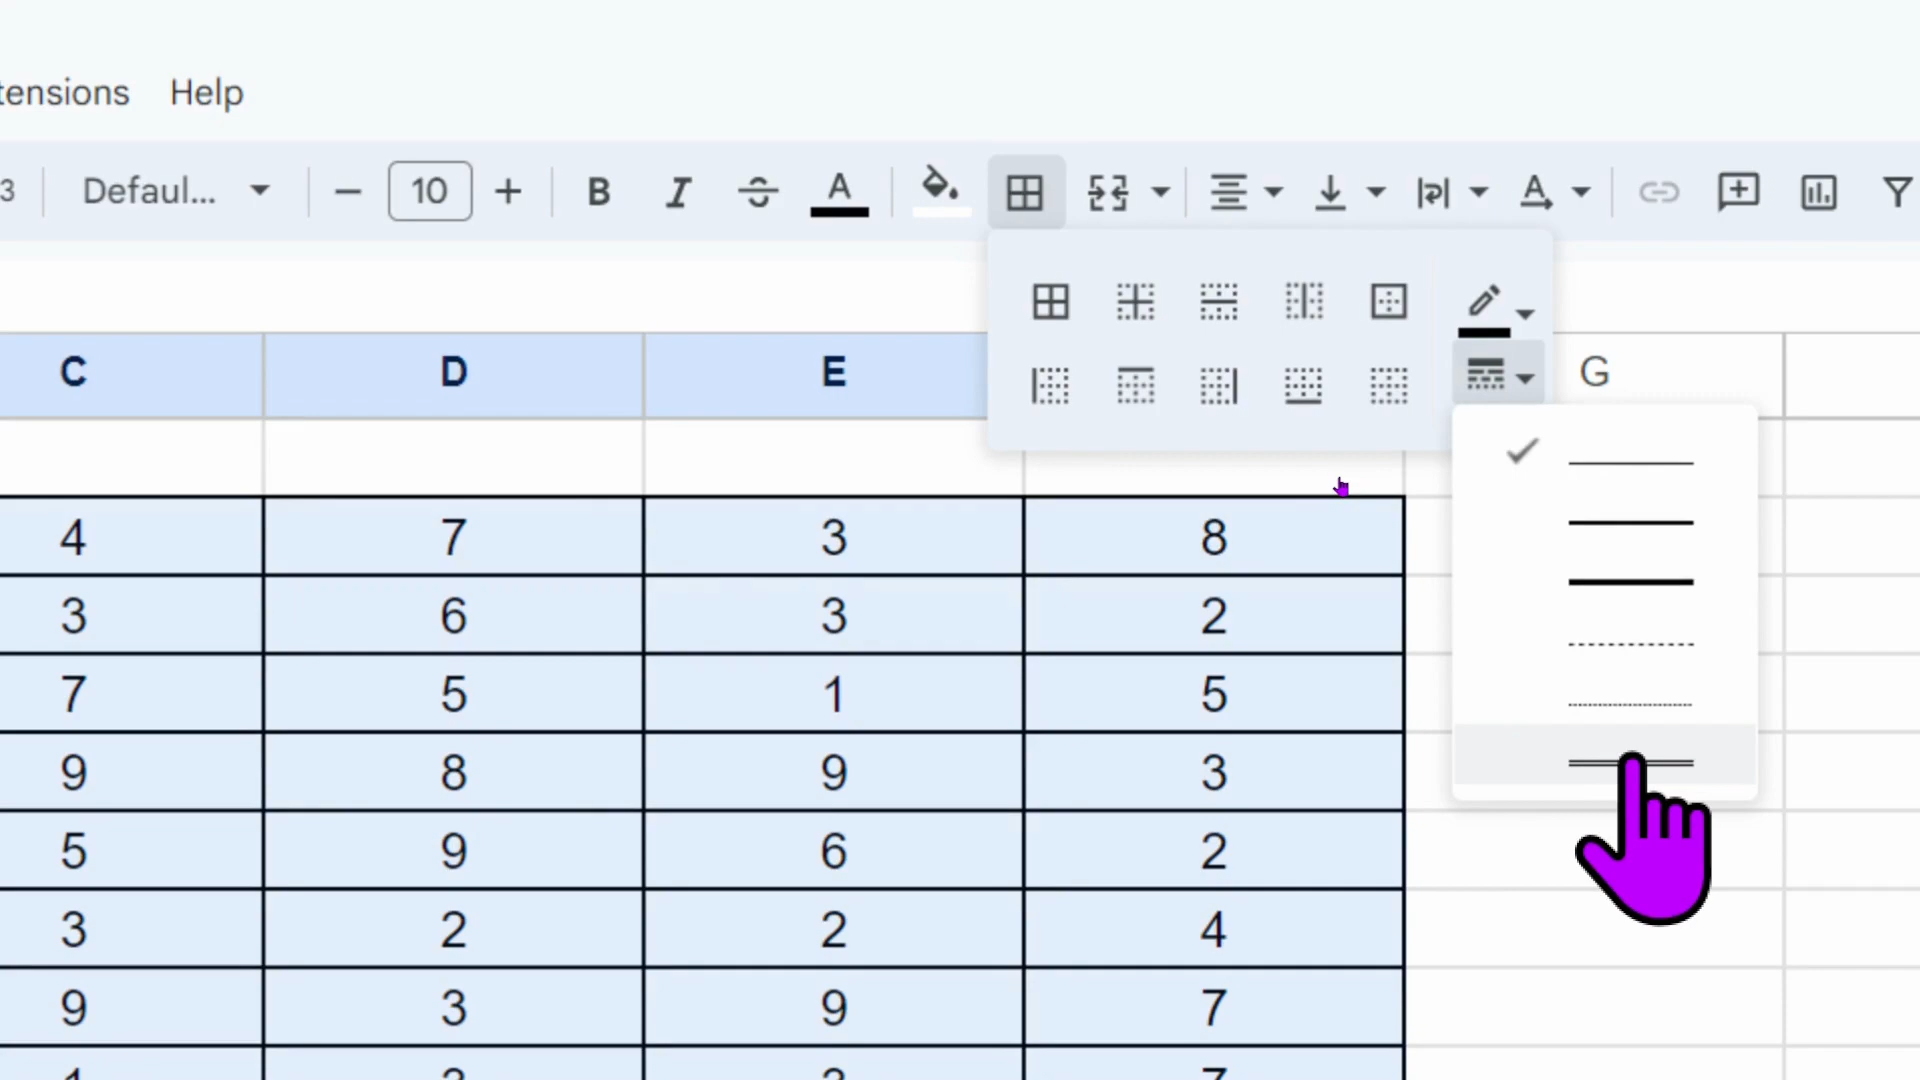 tensions Help
3 Defaul... 10 B I A A
C D E G
4 7 3 8
3 6 3 2
7 5 1 5
9 8 9 3
5 9 6 2
3 2 2 4
9 3 9 7